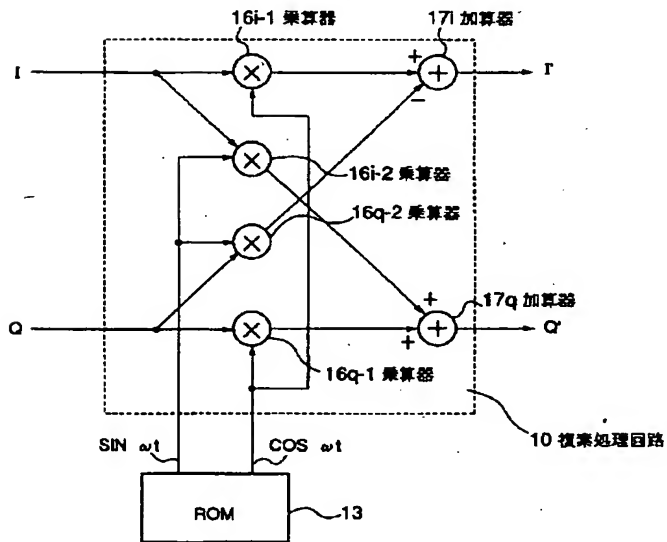 16i-1 乗算器
17i 加算器
I
+
I'
−
16i-2 乗算器
16q-2 乗算器
+
17q 加算器
Q
+
Q'
16q-1 乗算器
10 複素処理回路
SIN ωt
COS ωt
ROM
13